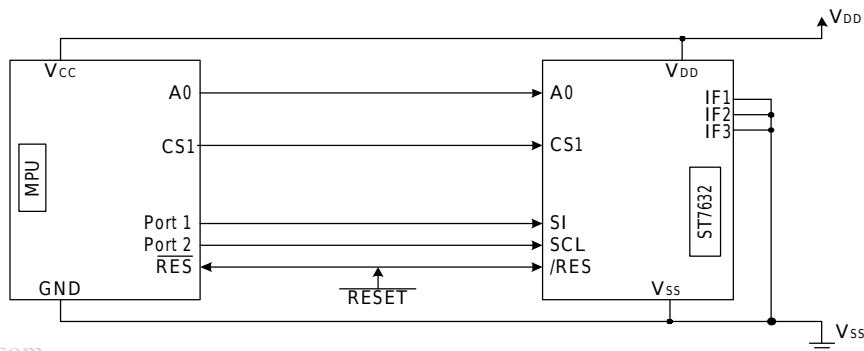 VDD
VCC
VDD
A0
A0
IF1
IF2
IF3
CS1
CS1
MPU
ST7632
Port 1
SI
Port 2
SCL
RES
/RES
GND
RESET
VSS
VSS
com